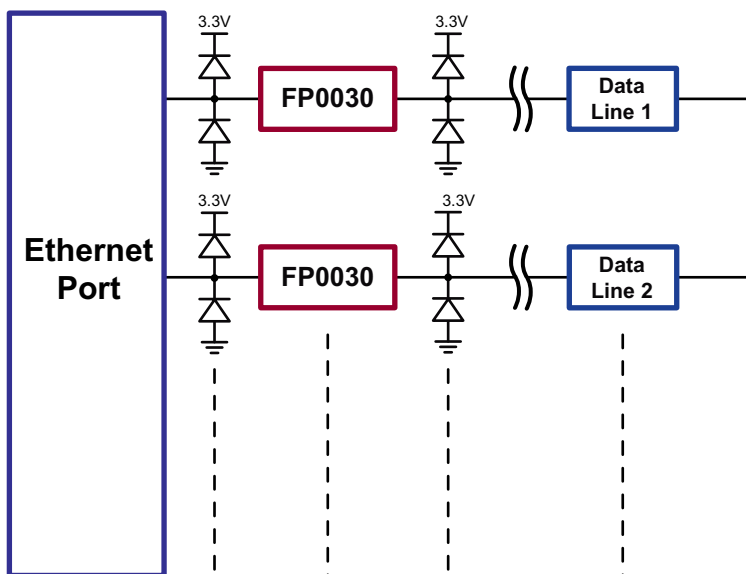 3.3V
3.3V
FP0030
Data
Line 1
3.3V
3.3V
Ethernet
Port
FP0030
Data
Line 2